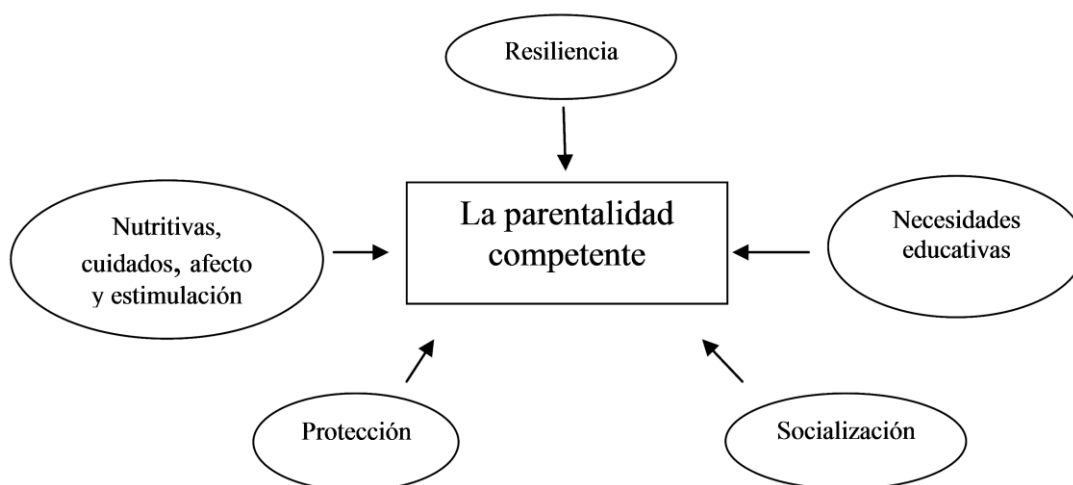 Resiliencia
La parentalidad
competente
Nutritivas,
cuidados, afecto
y estimulación
Necesidades
educativas
Protección
Socialización